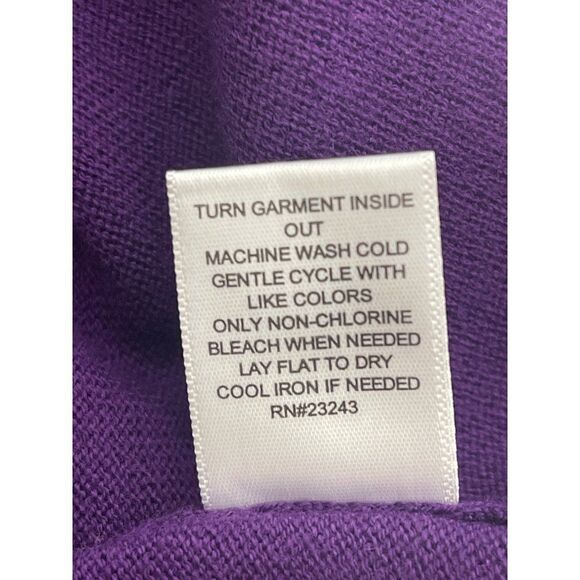 TURN GARMENT INSIDE
OUT
MACHINE WASH COLD
GENTLE CYCLE WITH
LIKE COLORS
ONLY NON-CHLORINE
BLEACH WHEN NEEDED
LAY FLAT TO DRY
COOL IRON IF NEEDED
RN#23243